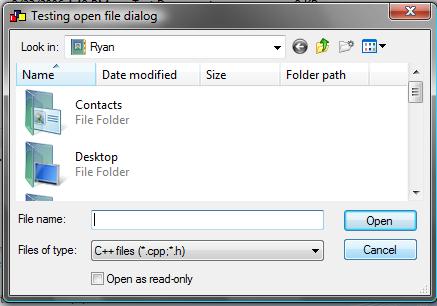 Testing open file dialog
Look in: Ryan
Name Date modified Size Folder path
Contacts
File Folder
Desktop
File Folder
File name: Open
Files of type: C++ files (*.cpp;*.h) Cancel
Open as read-only